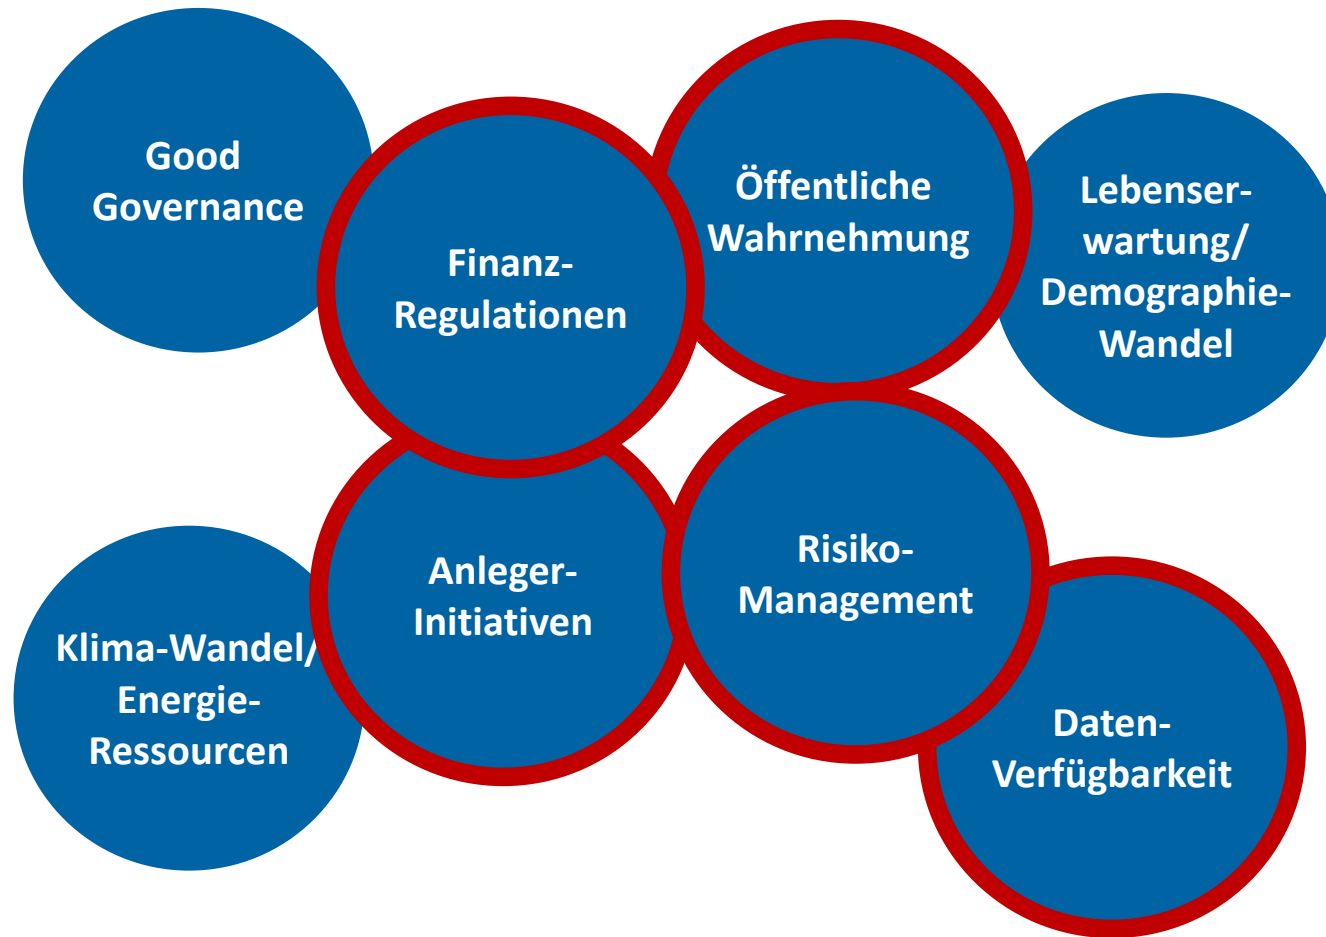 Good
Governance
Finanz-
Regulationen
Öffentliche
Wahrnehmung
Lebenser-
wartung/
Demographie-
Wandel
Klima-Wandel/
Energie-
Ressourcen
Anleger-
Initiativen
Risiko-
Management
Daten-
Verfügbarkeit